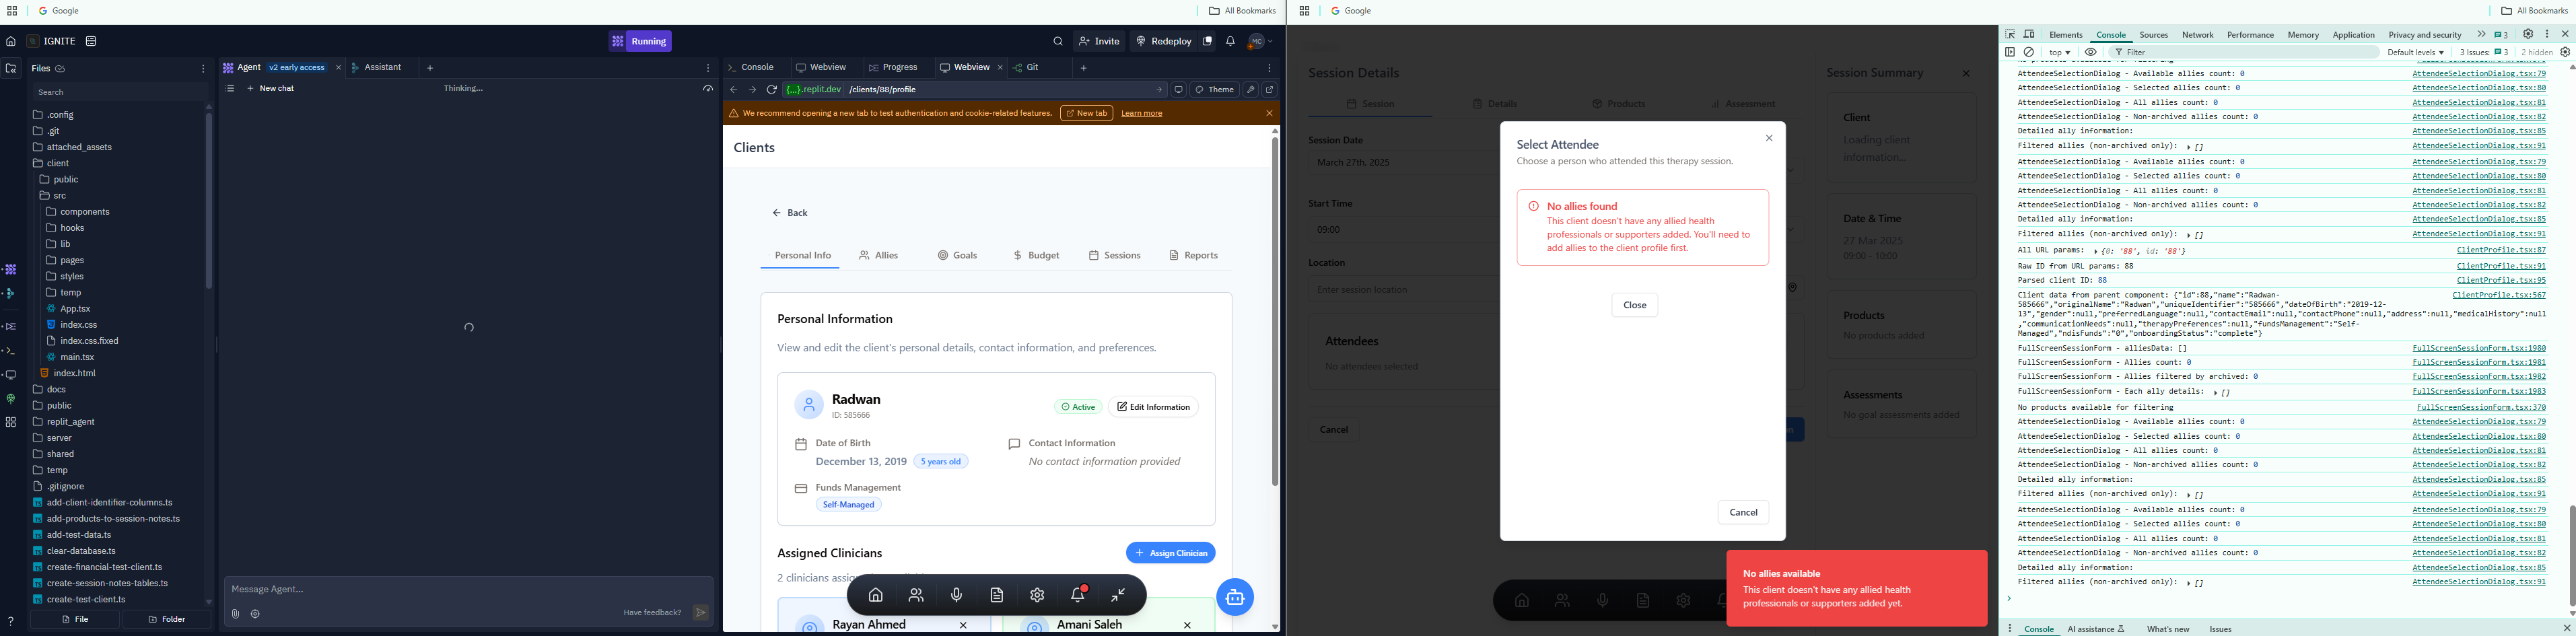 Google
All Bookmarks
IGNITE
Running
Invite
Redeploy
MC
Files
Search
.config
.git
attached_assets
client
public
src
components
hooks
lib
pages
styles
temp
App.tsx
index.css
index.css.fixed
main.tsx
index.html
docs
public
replit_agent
server
shared
temp
.gitignore
add-client-identifier-columns.ts
add-products-to-session-notes.ts
add-test-data.ts
clear-database.ts
create-financial-test-client.ts
create-session-notes-tables.ts
create-test-client.ts
File
Folder
Agent
v2 early access
Assistant
New chat
Thinking...
Message Agent...
Have feedback?
Console
Webview
Progress
Webview
Git
{...}.replit.dev
/clients/88/profile
Theme
We recommend opening a new tab to test authentication and cookie-related features.
New tab
Learn more
Clients
Back
Personal Info
Allies
Goals
Budget
Sessions
Reports
Personal Information
View and edit the client's personal details, contact information, and preferences.
Radwan
ID: 585666
Active
Edit Information
Date of Birth
December 13, 2019
5 years old
Contact Information
No contact information provided
Funds Management
Self-Managed
Assigned Clinicians
Assign Clinician
2 clinicians assig
Rayan Ahmed
Amani Saleh
Google
All Bookmarks
Session Details
Session
Details
Products
Assessment
Session Date
March 27th, 2025
Start Time
09:00
Location
Enter session location
Attendees
No attendees selected
Cancel
Select Attendee
Choose a person who attended this therapy session.
No allies found
This client doesn't have any allied health
professionals or supporters added. You'll need to
add allies to the client profile first.
Close
Cancel
Session Summary
Client
Loading client
information...
Date & Time
27 Mar 2025
09:00 - 10:00
Products
No products added
Assessments
No goal assessments added
No allies available
This client doesn't have any allied health
professionals or supporters added yet.
Elements
Console
Sources
Network
Performance
Memory
Application
Privacy and security
3
top
Filter
Default levels
3 Issues:
3
2 hidden
AttendeeSelectionDialog - Available allies count: 0 AttendeeSelectionDialog.tsx:79
AttendeeSelectionDialog - Selected allies count: 0 AttendeeSelectionDialog.tsx:80
AttendeeSelectionDialog - All allies count: 0 AttendeeSelectionDialog.tsx:81
AttendeeSelectionDialog - Non-archived allies count: 0 AttendeeSelectionDialog.tsx:82
Detailed ally information: AttendeeSelectionDialog.tsx:85
Filtered allies (non-archived only): ▸ [] AttendeeSelectionDialog.tsx:91
AttendeeSelectionDialog - Available allies count: 0 AttendeeSelectionDialog.tsx:79
AttendeeSelectionDialog - Selected allies count: 0 AttendeeSelectionDialog.tsx:80
AttendeeSelectionDialog - All allies count: 0 AttendeeSelectionDialog.tsx:81
AttendeeSelectionDialog - Non-archived allies count: 0 AttendeeSelectionDialog.tsx:82
Detailed ally information: AttendeeSelectionDialog.tsx:85
Filtered allies (non-archived only): ▸ [] AttendeeSelectionDialog.tsx:91
All URL params: ▸ {0: '88', id: '88'} ClientProfile.tsx:87
Raw ID from URL params: 88 ClientProfile.tsx:91
Parsed client ID: 88 ClientProfile.tsx:95
Client data from parent component: {"id":88,"name":"Radwan- ClientProfile.tsx:567
585666","originalName":"Radwan","uniqueIdentifier":"585666","dateOfBirth":"2019-12-
13","gender":null,"preferredLanguage":null,"contactEmail":null,"contactPhone":null,"address":null,"medicalHistory":null
,"communicationNeeds":null,"therapyPreferences":null,"fundsManagement":"Self-
Managed","ndisFunds":"0","onboardingStatus":"complete"}
FullScreenSessionForm - alliesData: [] FullScreenSessionForm.tsx:1980
FullScreenSessionForm - Allies count: 0 FullScreenSessionForm.tsx:1981
FullScreenSessionForm - Allies filtered by archived: 0 FullScreenSessionForm.tsx:1982
FullScreenSessionForm - Each ally details: ▸ [] FullScreenSessionForm.tsx:1983
No products available for filtering FullScreenSessionForm.tsx:370
AttendeeSelectionDialog - Available allies count: 0 AttendeeSelectionDialog.tsx:79
AttendeeSelectionDialog - Selected allies count: 0 AttendeeSelectionDialog.tsx:80
AttendeeSelectionDialog - All allies count: 0 AttendeeSelectionDialog.tsx:81
AttendeeSelectionDialog - Non-archived allies count: 0 AttendeeSelectionDialog.tsx:82
Detailed ally information: AttendeeSelectionDialog.tsx:85
Filtered allies (non-archived only): ▸ [] AttendeeSelectionDialog.tsx:91
AttendeeSelectionDialog - Available allies count: 0 AttendeeSelectionDialog.tsx:79
AttendeeSelectionDialog - Selected allies count: 0 AttendeeSelectionDialog.tsx:80
AttendeeSelectionDialog - All allies count: 0 AttendeeSelectionDialog.tsx:81
AttendeeSelectionDialog - Non-archived allies count: 0 AttendeeSelectionDialog.tsx:82
Detailed ally information: AttendeeSelectionDialog.tsx:85
Filtered allies (non-archived only): ▸ [] AttendeeSelectionDialog.tsx:91
Console
AI assistance
What's new
Issues